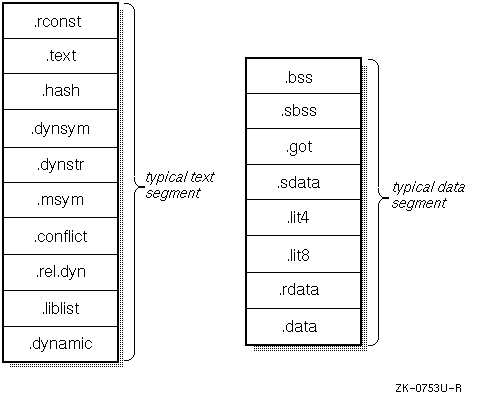 .rconst
.text
.hash
.dynsym
.dynstr
.msym
.conflict
.rel.dyn
.liblist
.dynamic
typical text
segment
.bss
.sbss
.got
.sdata
.lit4
.lit8
.rdata
.data
typical data
segment
ZK-0753U-R